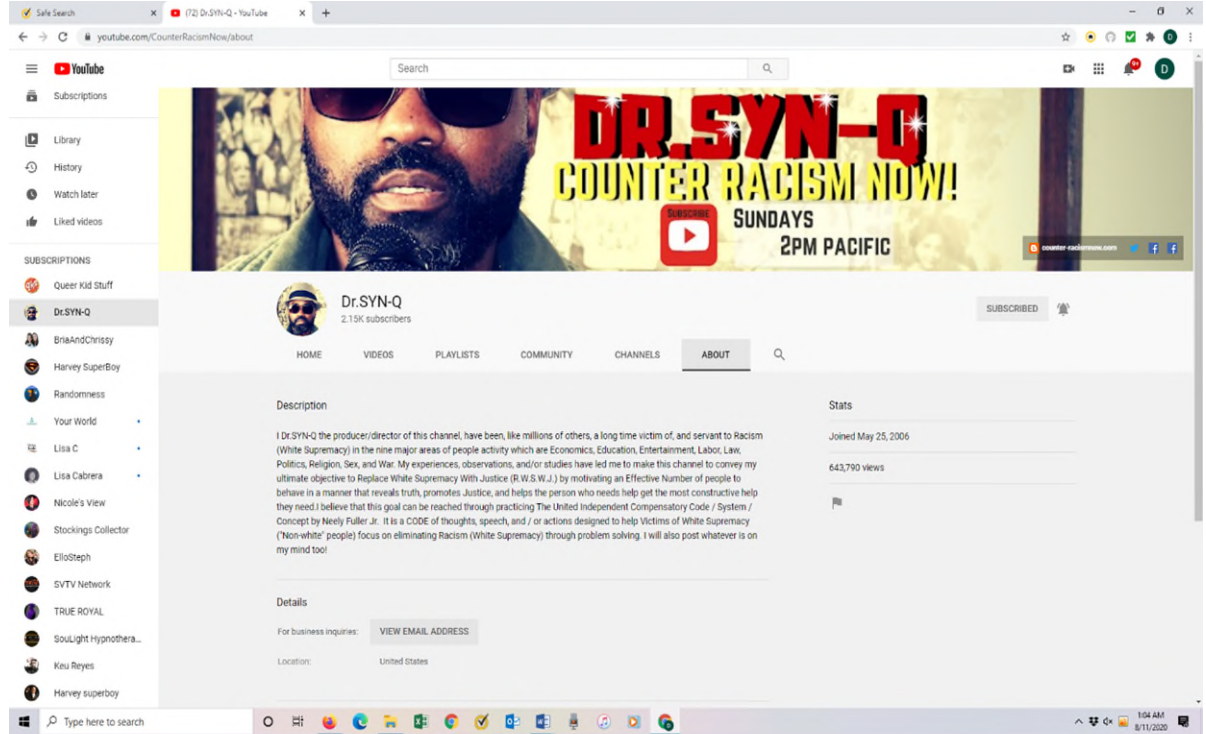 Safe Search
(72) Dr.SYN-Q - YouTube
youtube.com/CounterRacismNow/about
YouTube
Search
9+
D
Subscriptions
Library
History
Watch later
Liked videos
SUBSCRIPTIONS
Queer Kid Stuff
Dr.SYN-Q
BriaAndChrissy
Harvey SuperBoy
Randomness
Your World
Lisa C
Lisa Cabrera
Nicole's View
Stockings Collector
ElloSteph
SVTV Network
TRUE ROYAL
SouLight Hypnothera...
Keu Reyes
Harvey superboy
DR.SYN-Q
COUNTER RACISM NOW!
SUBSCRIBE
SUNDAYS
2PM PACIFIC
counter-racismnow.com
Dr.SYN-Q
2.15K subscribers
SUBSCRIBED
HOME VIDEOS PLAYLISTS COMMUNITY CHANNELS ABOUT
Description
I Dr.SYN-Q the producer/director of this channel, have been, like millions of others, a long time victim of, and servant to Racism
(White Supremacy) in the nine major areas of people activity which are Economics, Education, Entertainment, Labor, Law,
Politics, Religion, Sex, and War. My experiences, observations, and/or studies have led me to make this channel to convey my
ultimate objective to Replace White Supremacy With Justice (R.W.S.W.J.) by motivating an Effective Number of people to
behave in a manner that reveals truth, promotes Justice, and helps the person who needs help get the most constructive help
they need.I believe that this goal can be reached through practicing The United Independent Compensatory Code / System /
Concept by Neely Fuller Jr. It is a CODE of thoughts, speech, and / or actions designed to help Victims of White Supremacy
("Non-white" people) focus on eliminating Racism (White Supremacy) through problem solving. I will also post whatever is on
my mind too!
Stats
Joined May 25, 2006
643,790 views
Details
For business inquiries: VIEW EMAIL ADDRESS
Location: United States
Type here to search
1:04 AM
8/11/2020